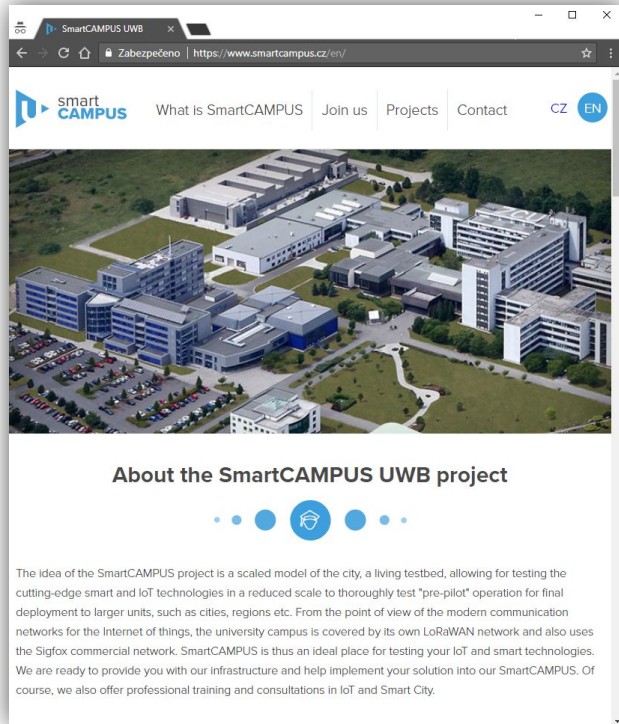 SmartCAMPUS UWB
Zabezpečeno | https://www.smartcampus.cz/en/
smart
CAMPUS
What is SmartCAMPUS
Join us
Projects
Contact
CZ
EN
About the SmartCAMPUS UWB project
The idea of the SmartCAMPUS project is a scaled model of the city, a living testbed, allowing for testing the
cutting-edge smart and IoT technologies in a reduced scale to thoroughly test "pre-pilot" operation for final
deployment to larger units, such as cities, regions etc. From the point of view of the modern communication
networks for the Internet of things, the university campus is covered by its own LoRaWAN network and also uses
the Sigfox commercial network. SmartCAMPUS is thus an ideal place for testing your IoT and smart technologies.
We are ready to provide you with our infrastructure and help implement your solution into our SmartCAMPUS. Of
course, we also offer professional training and consultations in IoT and Smart City.